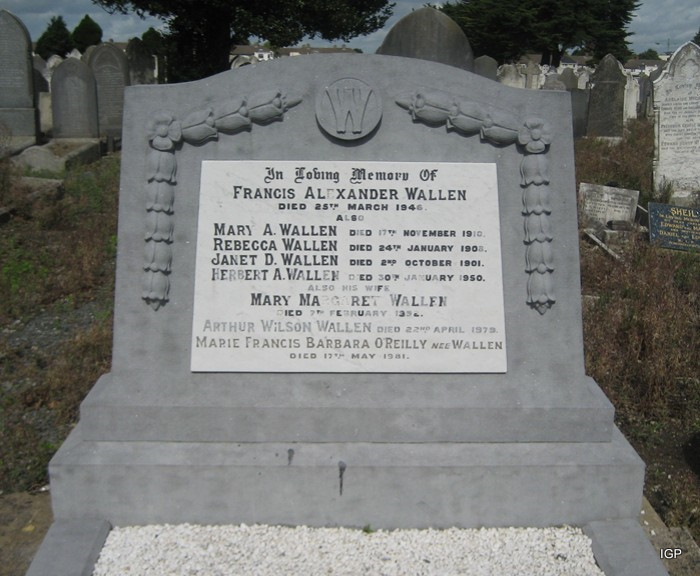 W
In Loving Memory Of
FRANCIS ALEXANDER WALLEN
DIED 25TH MARCH 1946.
ALSO
MARY A. WALLEN DIED 17TH NOVEMBER 1910.
REBECCA WALLEN DIED 24TH JANUARY 1908.
JANET D. WALLEN DIED 2ND OCTOBER 1901.
HERBERT A. WALLEN DIED 30TH JANUARY 1950.
ALSO HIS WIFE
MARY MARGARET WALLEN
DIED 7TH FEBRUARY
ARTHUR WILSON WALLEN DIED 22ND APRIL 1979.
MARIE FRANCIS BARBARA O'REILLY NEE WALLEN
DIED 17TH MAY 1981.
IGP